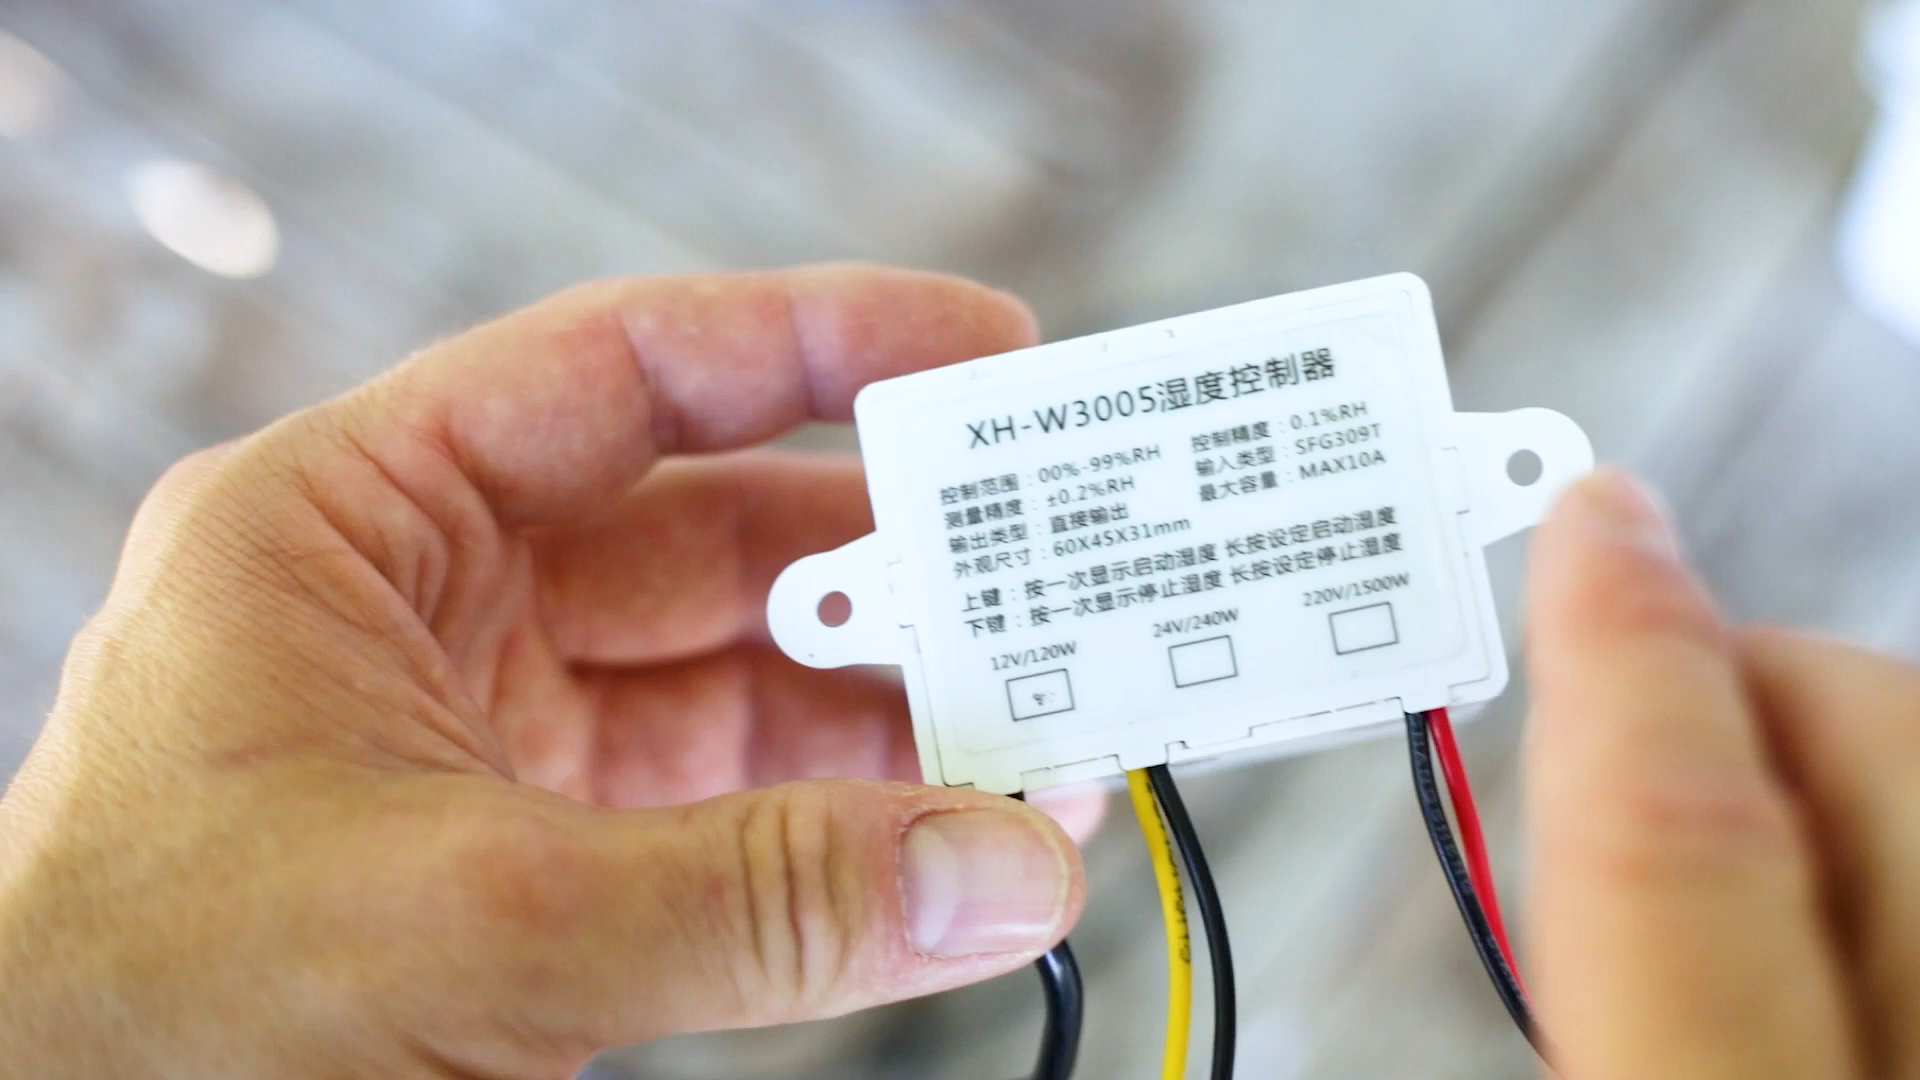 XH-W3005湿度控制器
控制范围：00%-99%RH 控制精度：0.1%RH
测量精度：±0.2%RH 输入类型：SFG309T
输出类型：直接输出 最大容量：MAX10A
外观尺寸：60X45X31mm
上键：按一次显示启动湿度 长按设定启动湿度
下键：按一次显示停止湿度 长按设定停止湿度
12V/120W 24V/240W 220V/1500W